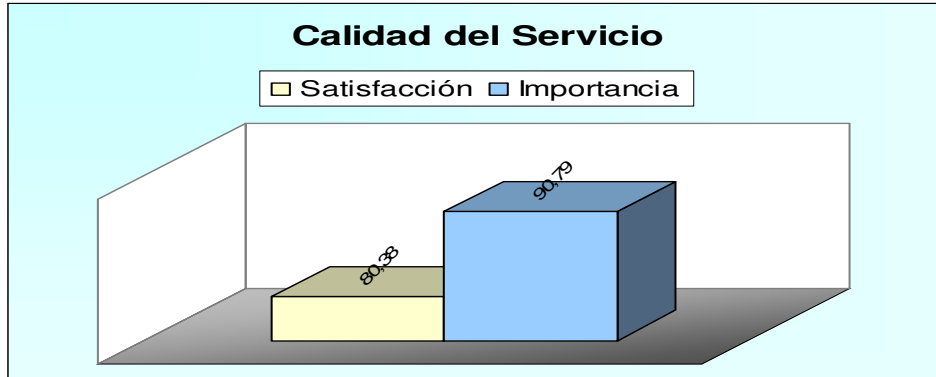 Calidad del Servicio
Satisfacción Importancia
80,38
90,79